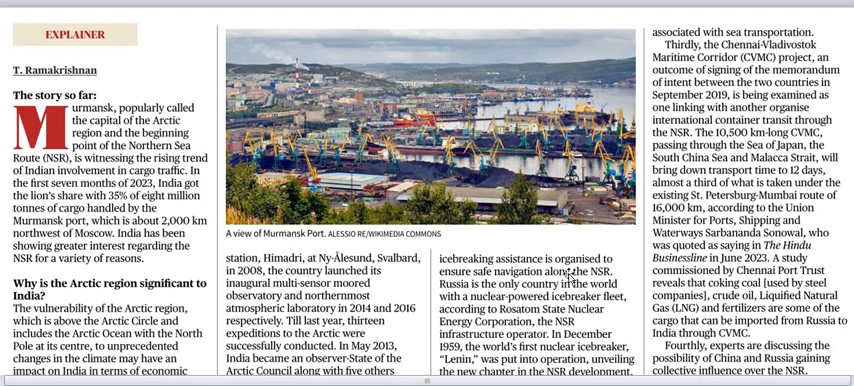 EXPLAINER
T. Ramakrishnan
The story so far:
Murmansk, popularly called
the capital of the Arctic
region and the beginning
point of the Northern Sea
Route (NSR), is witnessing the rising trend
of Indian involvement in cargo traffic. In
the first seven months of 2023, India got
the lion's share with 35% of eight million
tonnes of cargo handled by the
Murmansk port, which is about 2,000 km
northwest of Moscow. India has been
showing greater interest regarding the
NSR for a variety of reasons.
Why is the Arctic region significant to
India?
The vulnerability of the Arctic region,
which is above the Arctic Circle and
includes the Arctic Ocean with the North
Pole at its centre, to unprecedented
changes in the climate may have an
impact on India in terms of economic
A view of Murmansk Port. ALESSIO RE/WIKIMEDIA COMMONS
station, Himadri, at Ny-Ålesund, Svalbard,
in 2008, the country launched its
inaugural multi-sensor moored
observatory and northernmost
atmospheric laboratory in 2014 and 2016
respectively. Till last year, thirteen
expeditions to the Arctic were
successfully conducted. In May 2013,
India became an observer-State of the
Arctic Council along with five others
icebreaking assistance is organised to
ensure safe navigation along the NSR.
Russia is the only country in the world
with a nuclear-powered icebreaker fleet,
according to Rosatom State Nuclear
Energy Corporation, the NSR
infrastructure operator. In December
1959, the world's first nuclear icebreaker,
"Lenin," was put into operation, unveiling
the new chapter in the NSR development.
associated with sea transportation.
Thirdly, the Chennai-Vladivostok
Maritime Corridor (CVMC) project, an
outcome of signing of the memorandum
of intent between the two countries in
September 2019, is being examined as
one linking with another organise
international container transit through
the NSR. The 10,500 km-long CVMC,
passing through the Sea of Japan, the
South China Sea and Malacca Strait, will
bring down transport time to 12 days,
almost a third of what is taken under the
existing St. Petersburg-Mumbai route of
16,000 km, according to the Union
Minister for Ports, Shipping and
Waterways Sarbananda Sonowal, who
was quoted as saying in The Hindu
Businessline in June 2023. A study
commissioned by Chennai Port Trust
reveals that coking coal [used by steel
companies], crude oil, Liquified Natural
Gas (LNG) and fertilizers are some of the
cargo that can be imported from Russia to
India through CVMC.
Fourthly, experts are discussing the
possibility of China and Russia gaining
collective influence over the NSR.